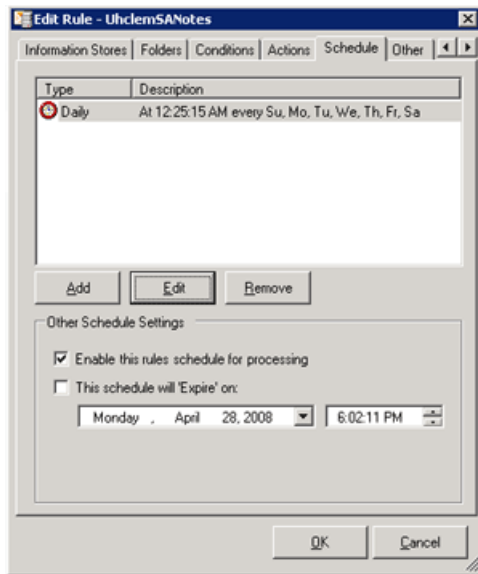 Edit Rule - UhclemSANotes
Information Stores Folders Conditions Actions Schedule Other
Type Description
Daily At 12:25:15 AM every Su, Mo, Tu, We, Th, Fr, Sa
Add Edit Remove
Other Schedule Settings
Enable this rules schedule for processing
This schedule will 'Expire' on:
Monday , April 28, 2008 6:02:11 PM
OK Cancel